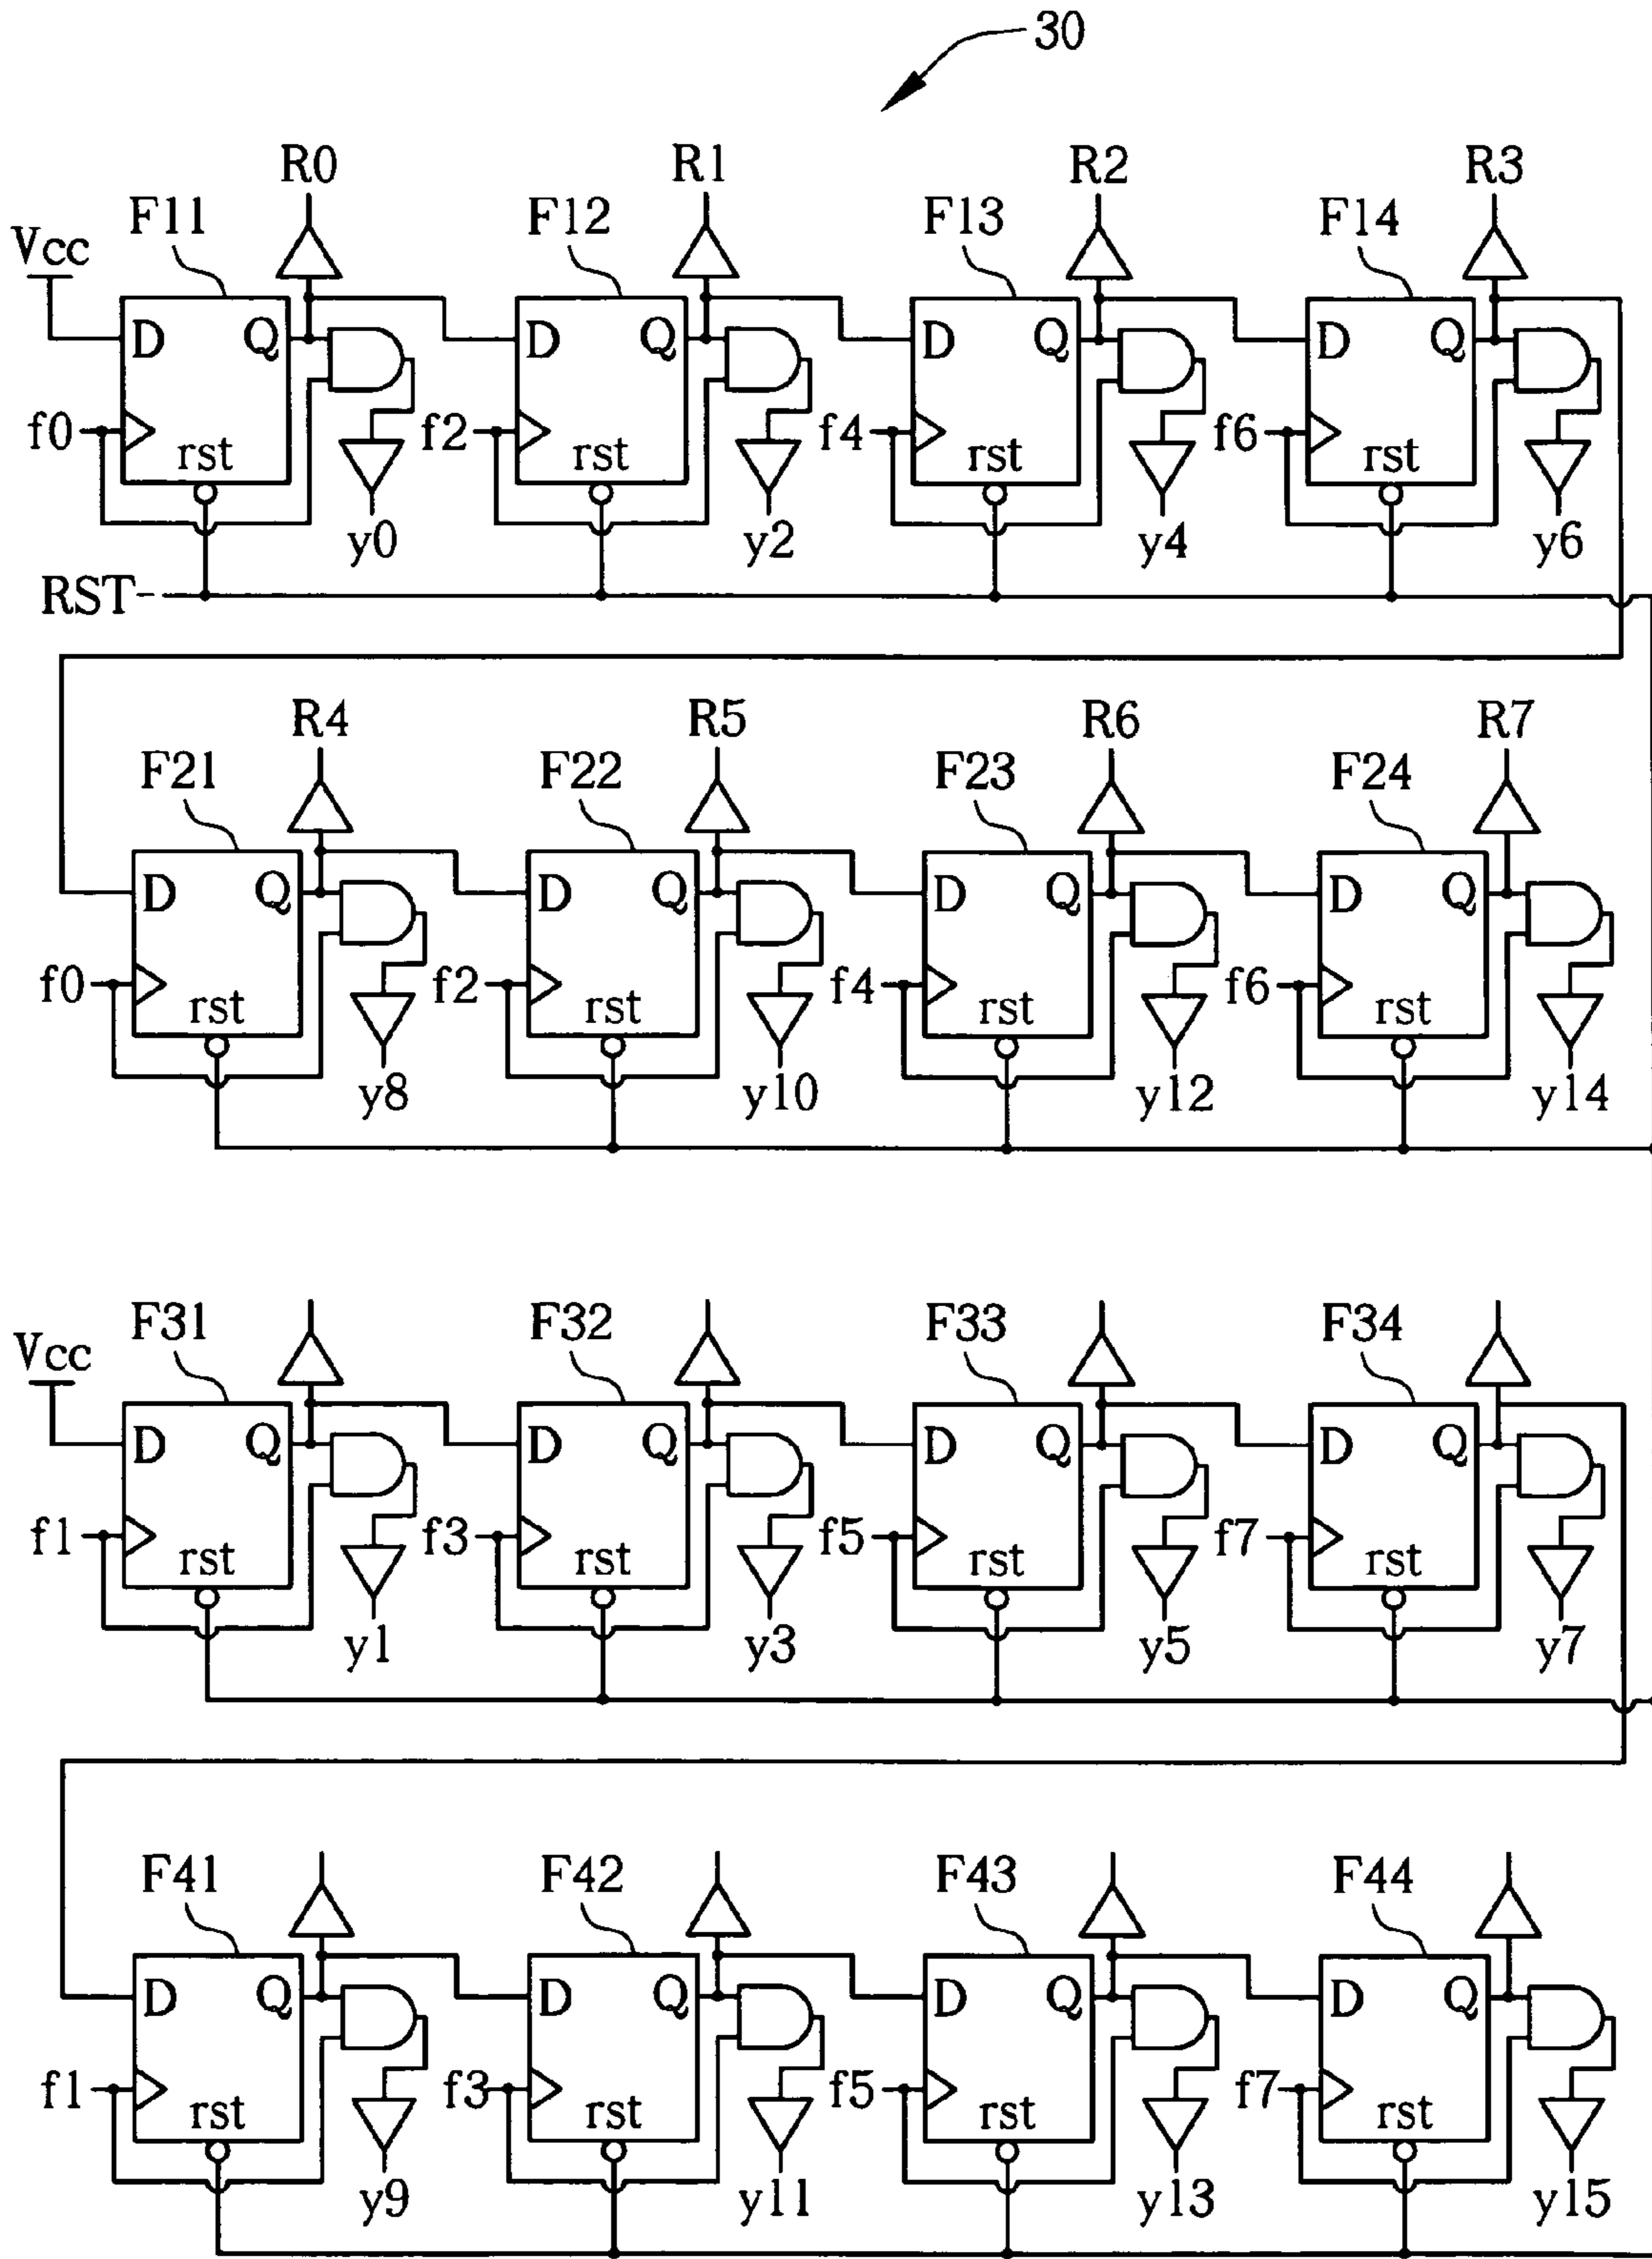 30
R0 R1 R2 R3
F11 F12 F13 F14
Vcc
D Q D Q D Q D Q
f0 f2 f4 f6
rst rst rst rst
y0 y2 y4 y6
RST
R4 R5 R6 R7
F21 F22 F23 F24
D Q D Q D Q D Q
f0 f2 f4 f6
rst rst rst rst
y8 y10 y12 y14
F31 F32 F33 F34
Vcc
D Q D Q D Q D Q
f1 f3 f5 f7
rst rst rst rst
y1 y3 y5 y7
F41 F42 F43 F44
D Q D Q D Q D Q
f1 f3 f5 f7
rst rst rst rst
y9 y11 y13 y15